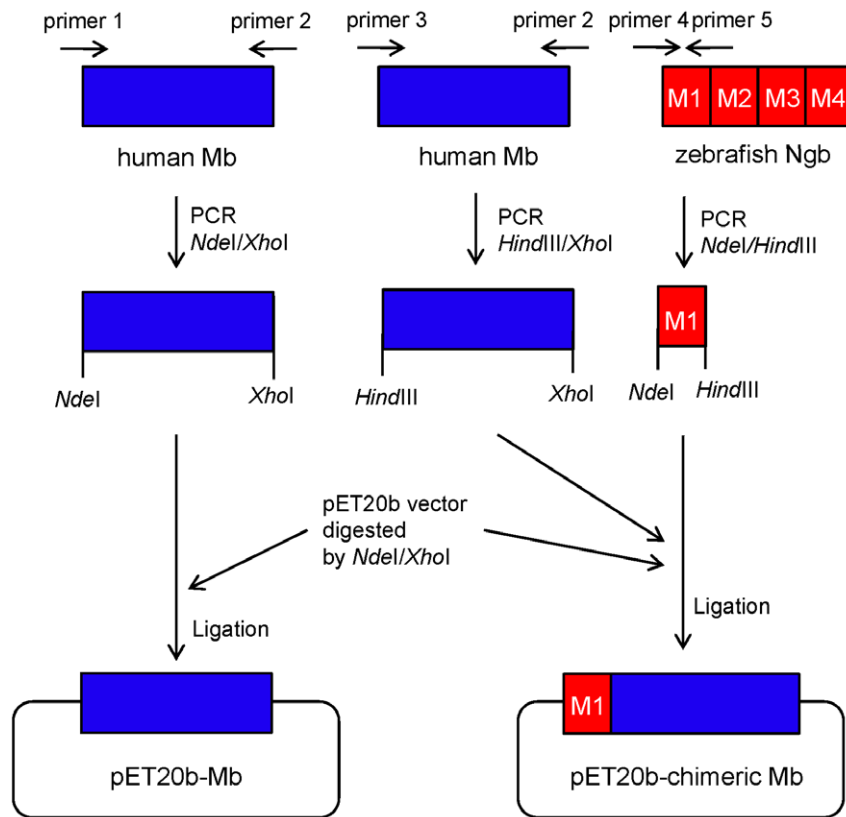 primer 1
primer 2
primer 3
primer 2
primer 4
primer 5
M1 M2 M3 M4
human Mb
human Mb
zebrafish Ngb
PCR
NdeI/XhoI
PCR
HindIII/XhoI
PCR
NdeI/HindIII
M1
NdeI
XhoI
HindIII
XhoI
NdeI
HindIII
pET20b vector
digested
by NdeI/XhoI
Ligation
Ligation
M1
pET20b-Mb
pET20b-chimeric Mb